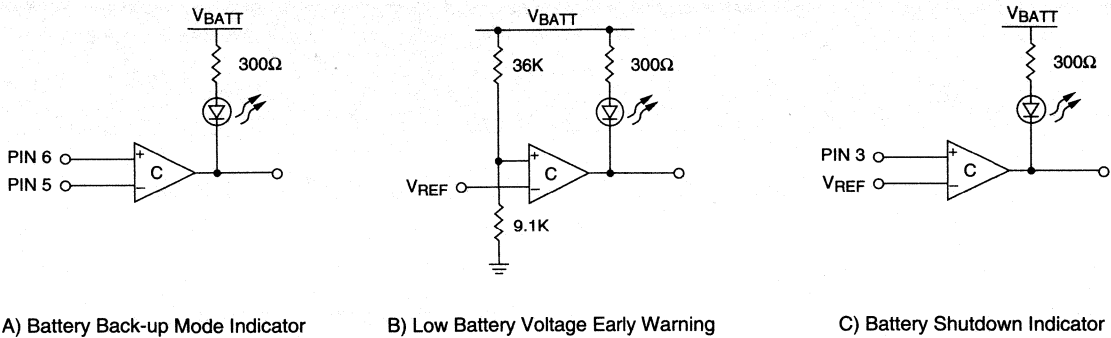 VBATT
300Ω
PIN 6
PIN 5
+
−
C
A) Battery Back-up Mode Indicator
VBATT
36K
300Ω
VREF
+
−
C
9.1K
B) Low Battery Voltage Early Warning
VBATT
300Ω
PIN 3
VREF
+
−
C
C) Battery Shutdown Indicator